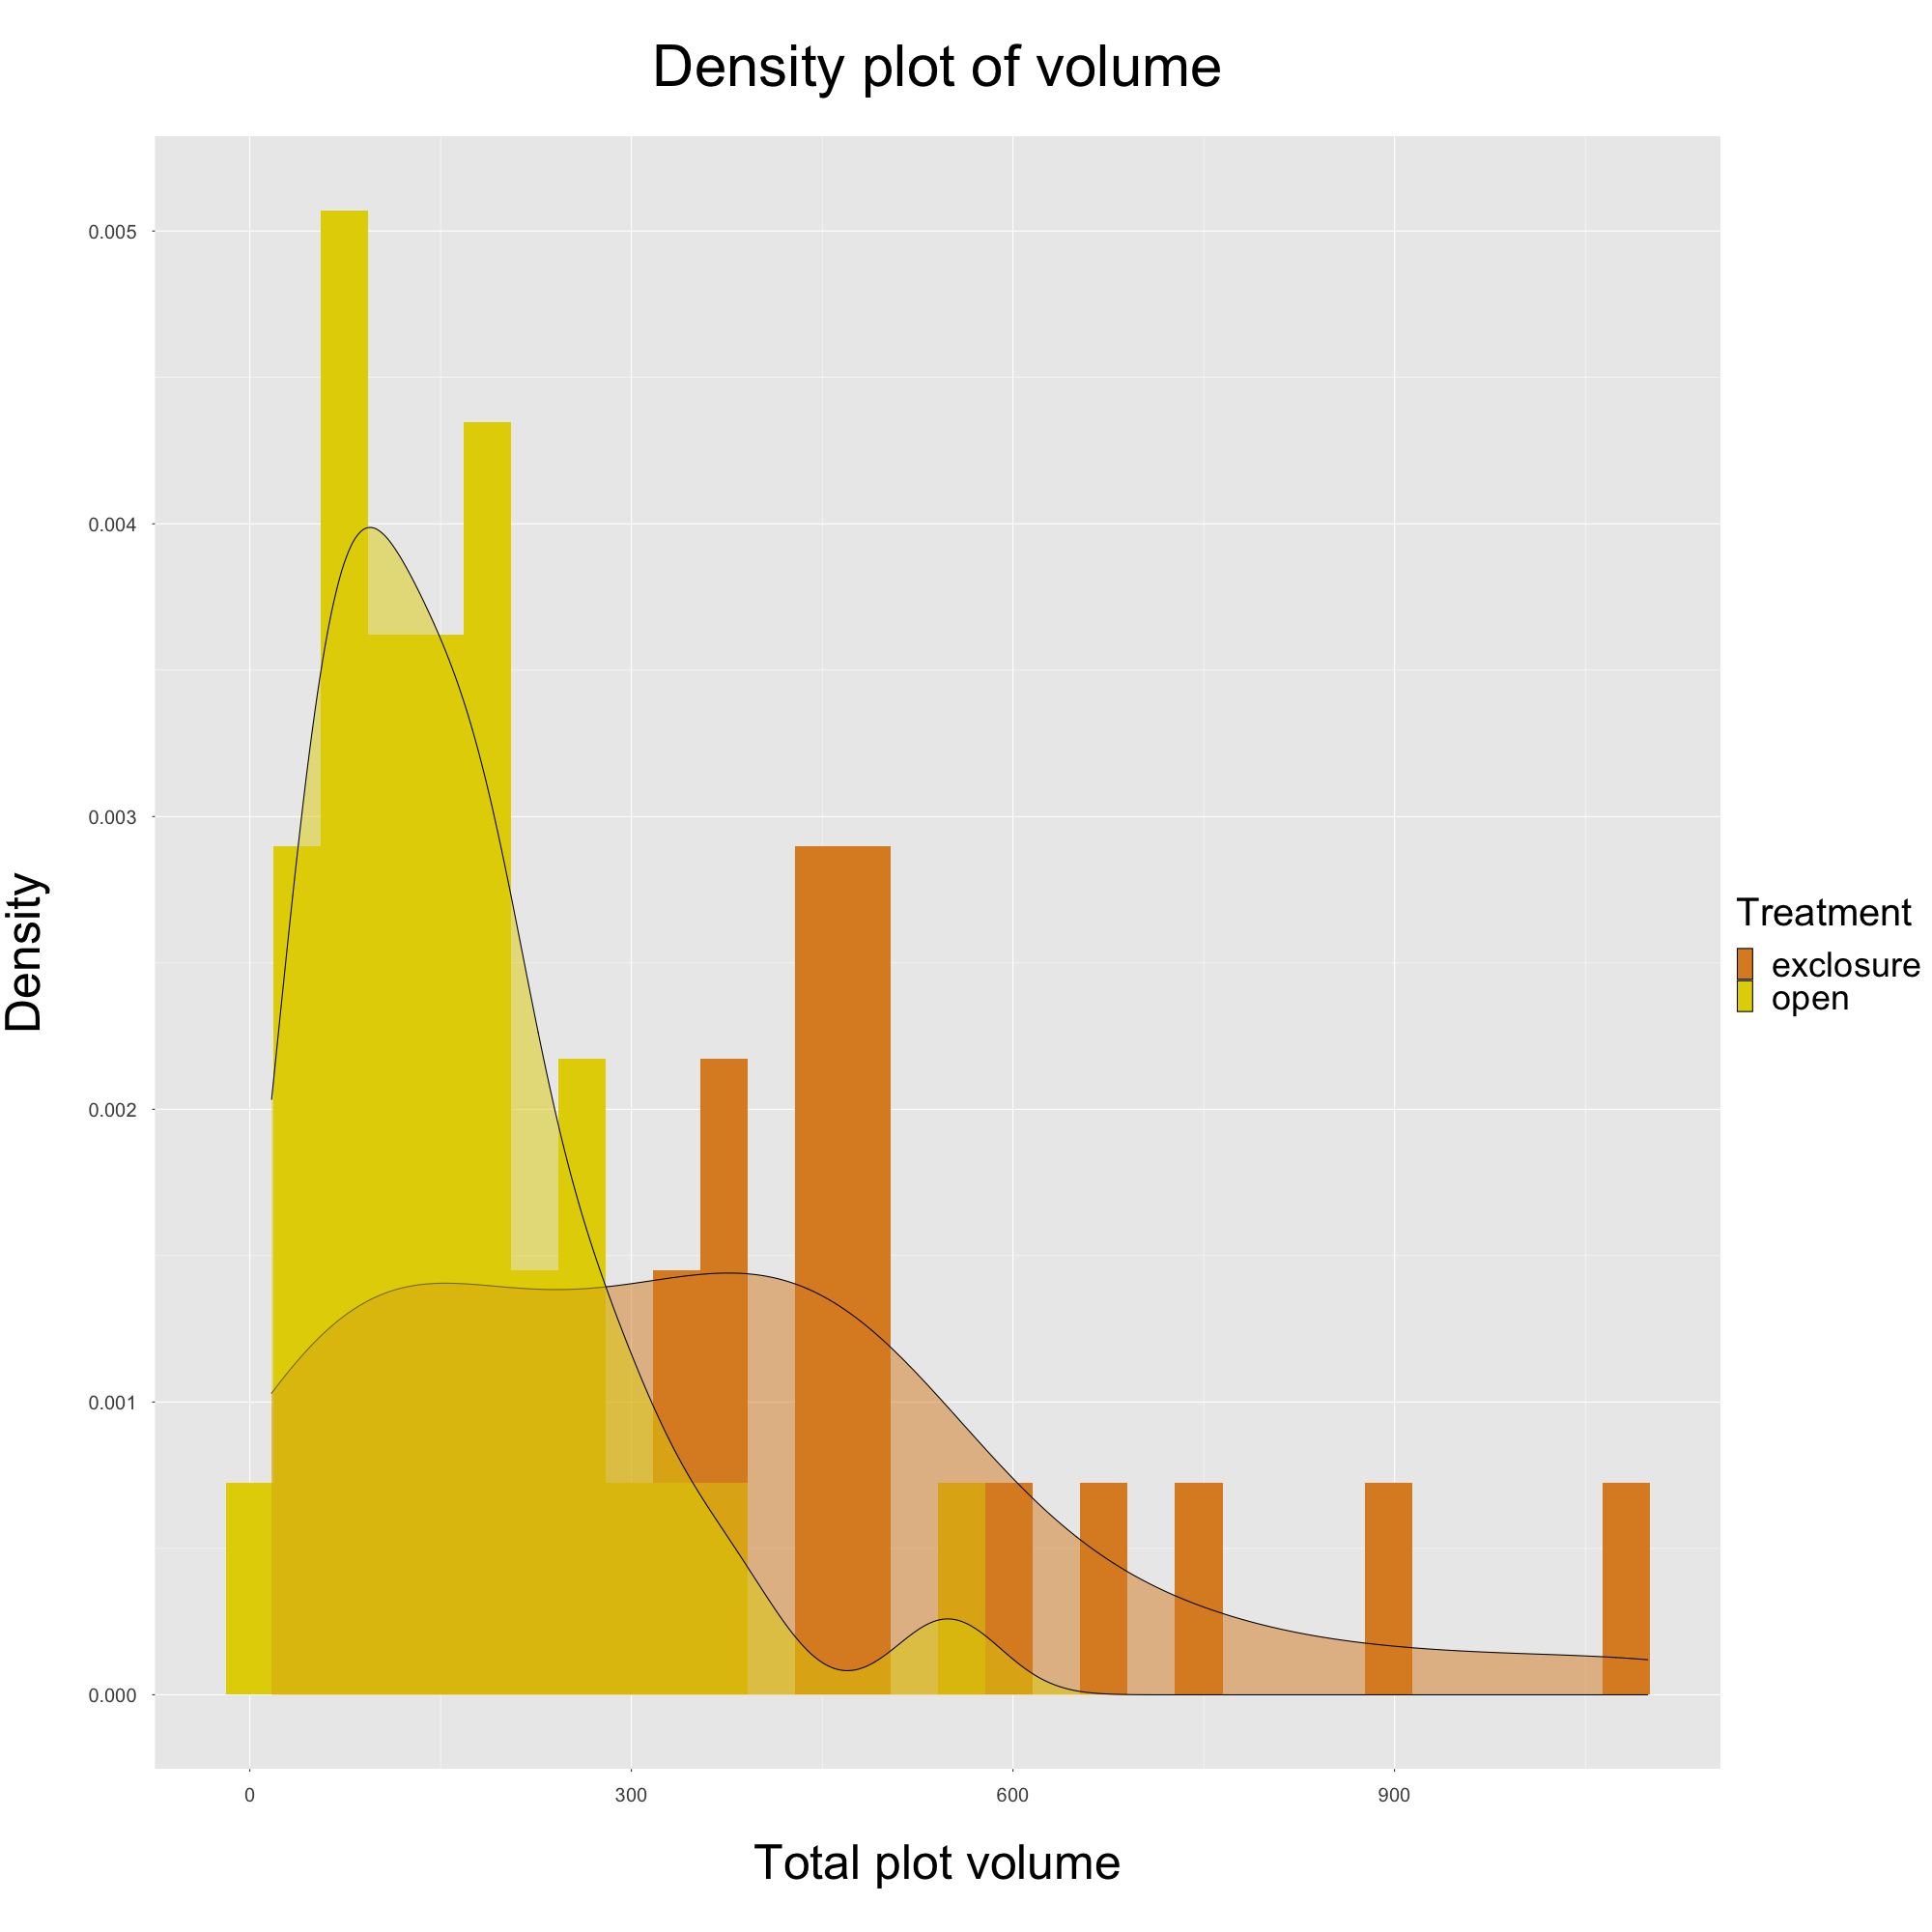 Density plot of volume
0.005
0.004
0.003
0.002
0.001
0.000
Density
0 300 600 900
Total plot volume
Treatment
exclosure
open